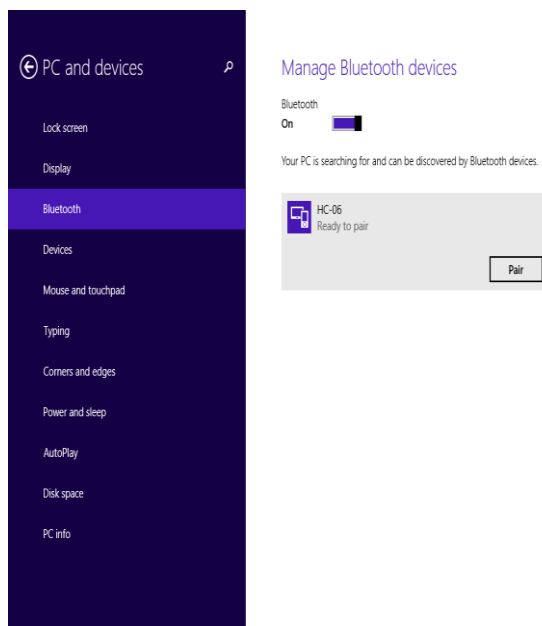 PC and devices
Lock screen
Display
Bluetooth
Devices
Mouse and touchpad
Typing
Corners and edges
Power and sleep
AutoPlay
Disk space
PC info
Manage Bluetooth devices
Bluetooth
On
Your PC is searching for and can be discovered by Bluetooth devices.
HC-06
Ready to pair
Pair